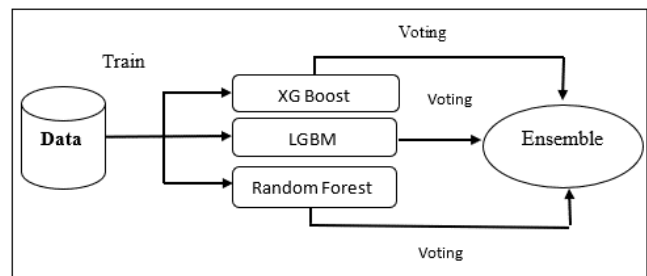 Voting
Train
XG Boost
Voting
Data
LGBM
Ensemble
Random Forest
Voting